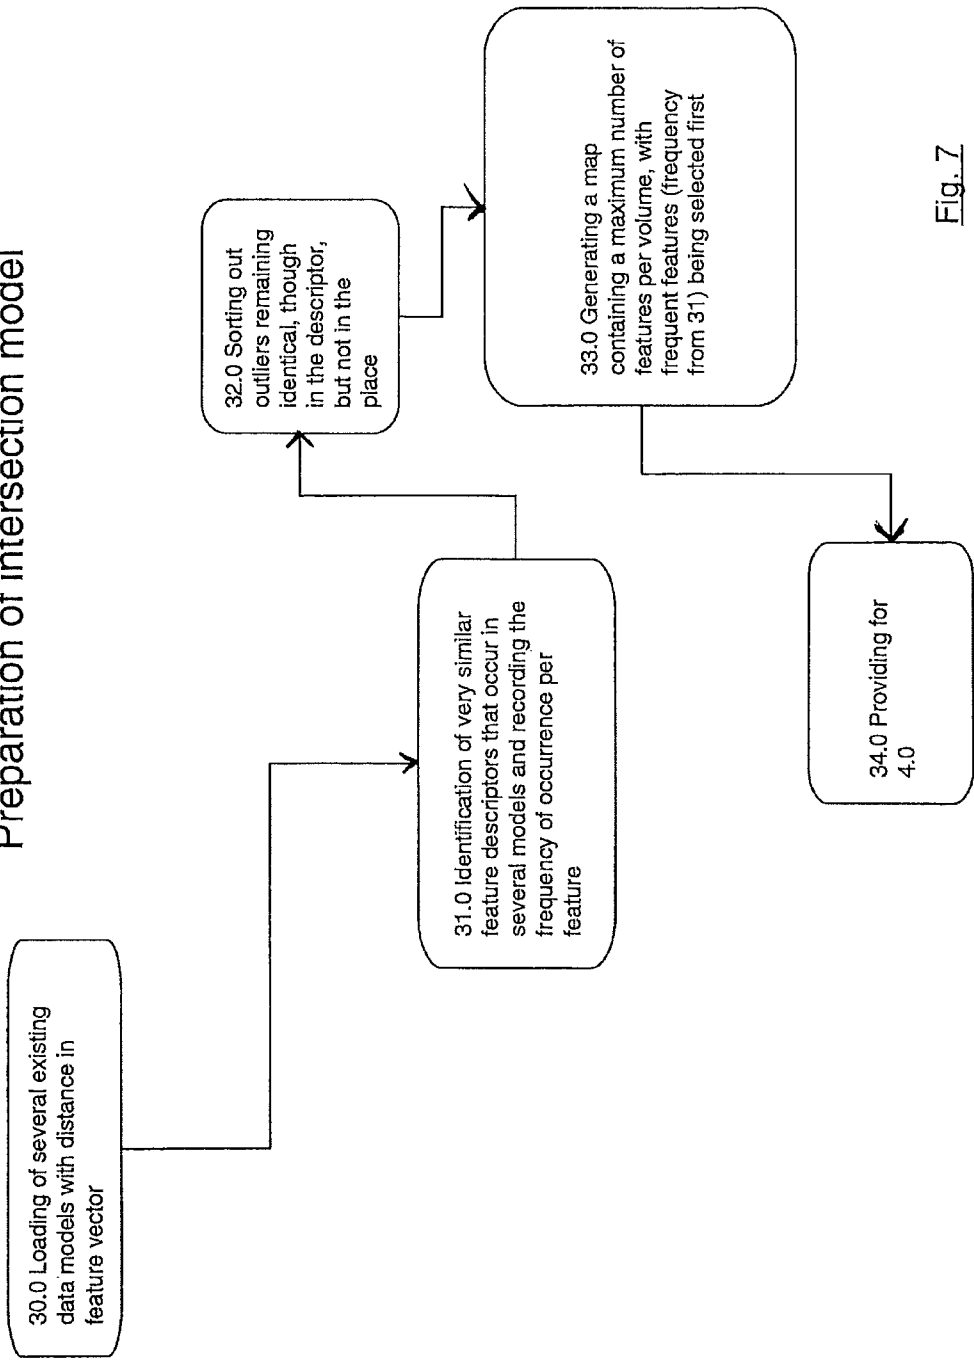 Preparation of intersection model
30.0 Loading of several existing
data models with distance in
feature vector
31.0 Identification of very similar
feature descriptors that occur in
several models and recording the
frequency of occurrence per
feature
32.0 Sorting out
outliers remaining
identical, though
in the descriptor,
but not in the
place
33.0 Generating a map
containing a maximum number of
features per volume, with
frequent features (frequency
from 31) being selected first
34.0 Providing for
4.0
Fig. 7